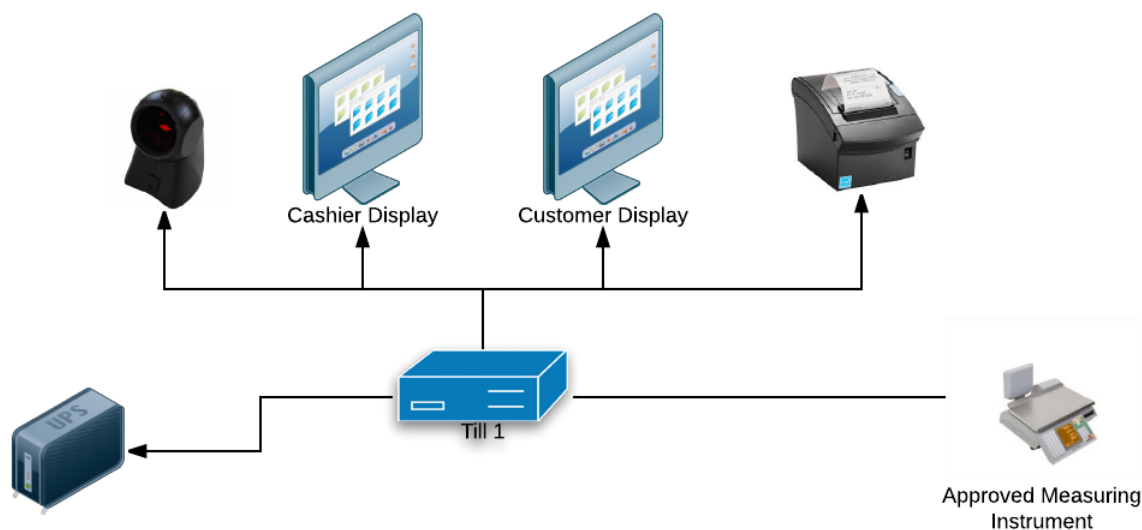 Cashier Display
Customer Display
UPS
Till 1
Approved Measuring
Instrument